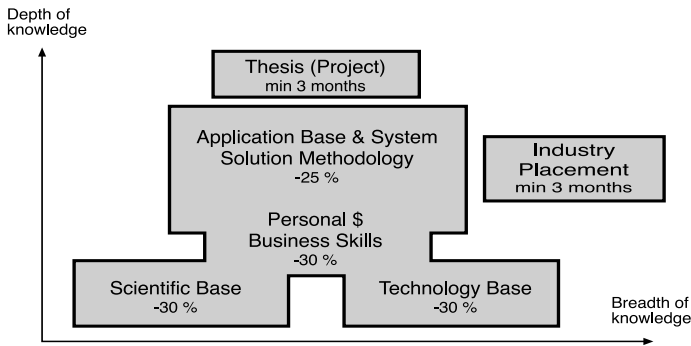 Depth of
knowledge
Thesis (Project)
min 3 months
Application Base & System
Solution Methodology
-25 %
Industry
Placement
min 3 months
Personal $
Business Skills
-30 %
Scientific Base
-30 %
Technology Base
-30 %
Breadth of
knowledge